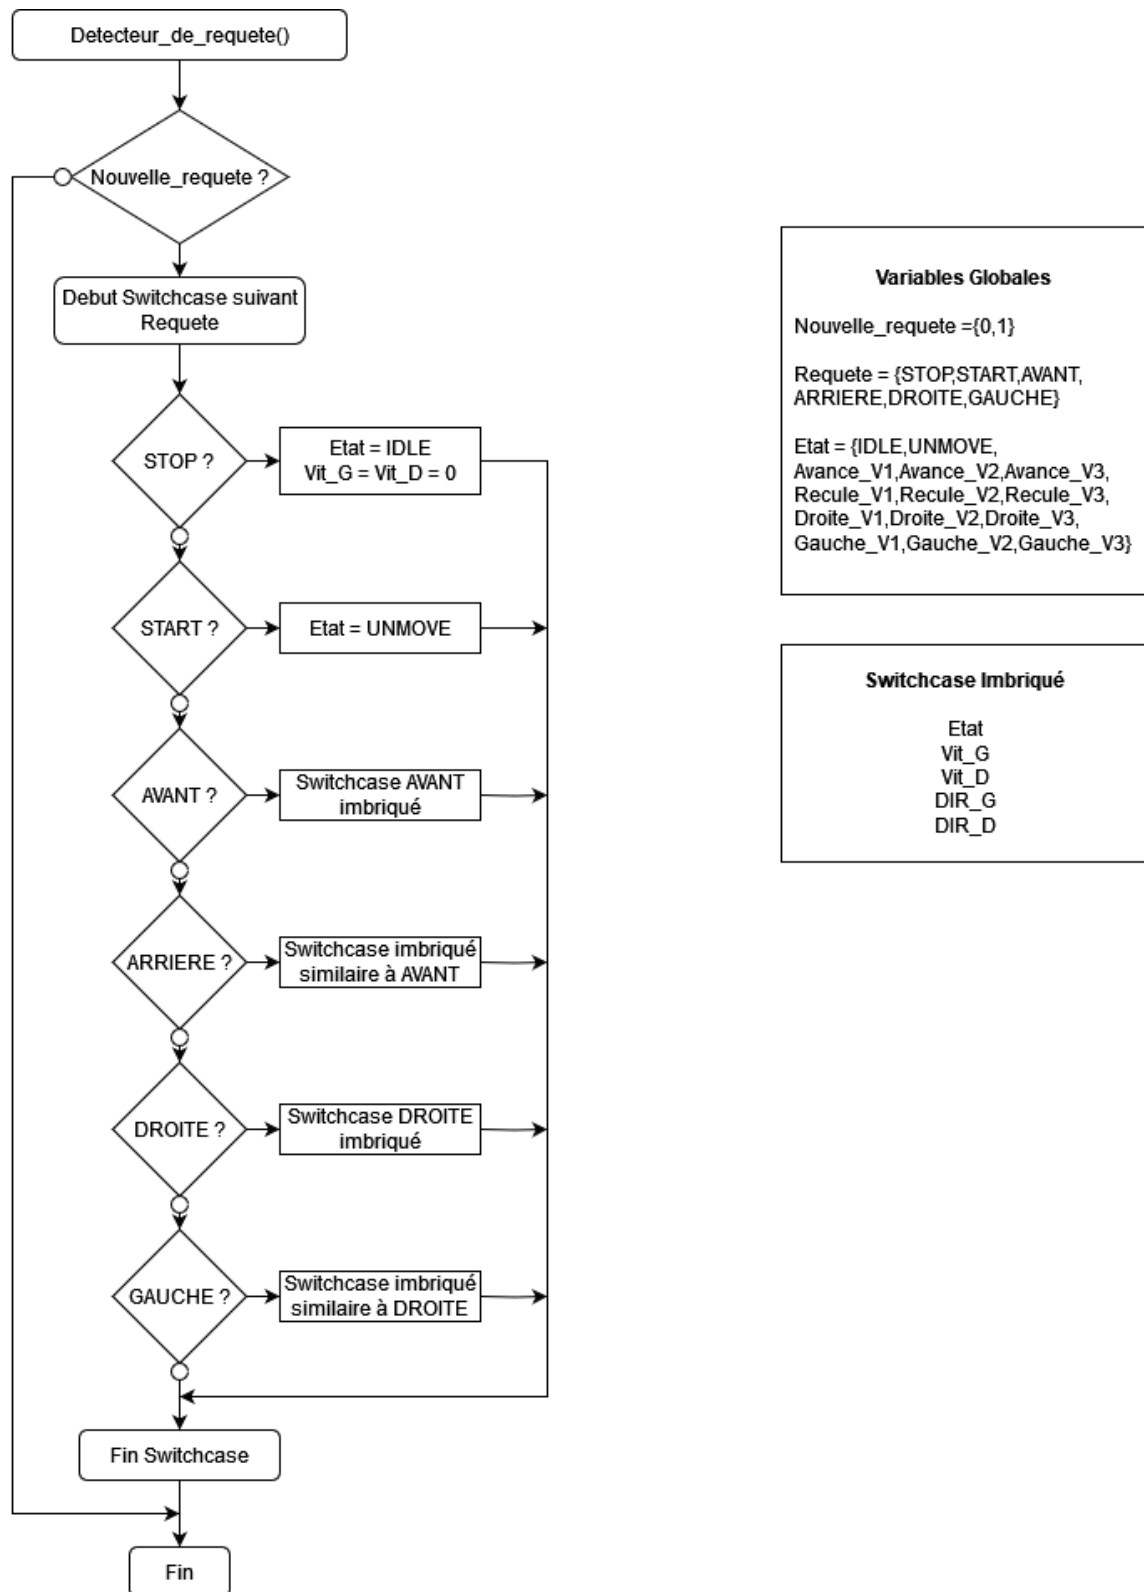 Detecteur_de_requete()
Nouvelle_requete ?
Debut Switchcase suivant
Requete
STOP ?
Etat = IDLE
Vit_G = Vit_D = 0
START ?
Etat = UNMOVE
AVANT ?
Switchcase AVANT
imbriqué
ARRIERE ?
Switchcase imbriqué
similaire à AVANT
DROITE ?
Switchcase DROITE
imbriqué
GAUCHE ?
Switchcase imbriqué
similaire à DROITE
Fin Switchcase
Fin
Variables Globales
Nouvelle_requete ={0,1}
Requete = {STOP,START,AVANT,
ARRIERE,DROITE,GAUCHE}
Etat = {IDLE,UNMOVE,
Avance_V1,Avance_V2,Avance_V3,
Recule_V1,Recule_V2,Recule_V3,
Droite_V1,Droite_V2,Droite_V3,
Gauche_V1,Gauche_V2,Gauche_V3}
Switchcase Imbriqué
Etat
Vit_G
Vit_D
DIR_G
DIR_D